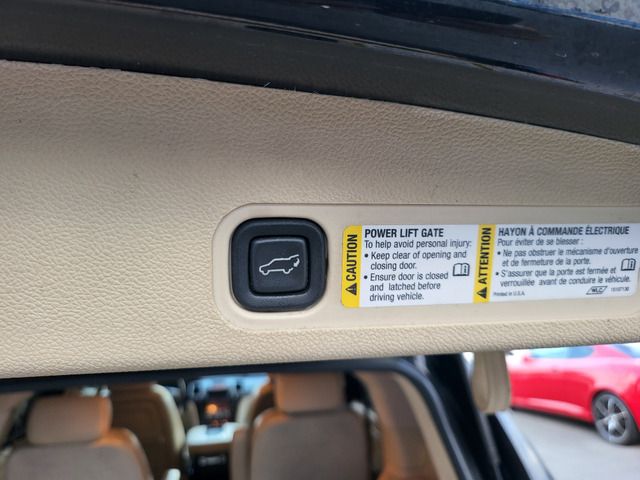 CAUTION
POWER LIFT GATE
To help avoid personal injury:
• Keep clear of opening and
closing door.
• Ensure door is closed
and latched before
driving vehicle.
ATTENTION
HAYON À COMMANDE ÉLECTRIQUE
Pour éviter de se blesser :
• Ne pas obstruer le mécanisme d'ouverture
et de fermeture de la porte.
• S'assurer que la porte est fermée et
verrouillée avant de conduire le véhicule.
Printed in U.S.A.